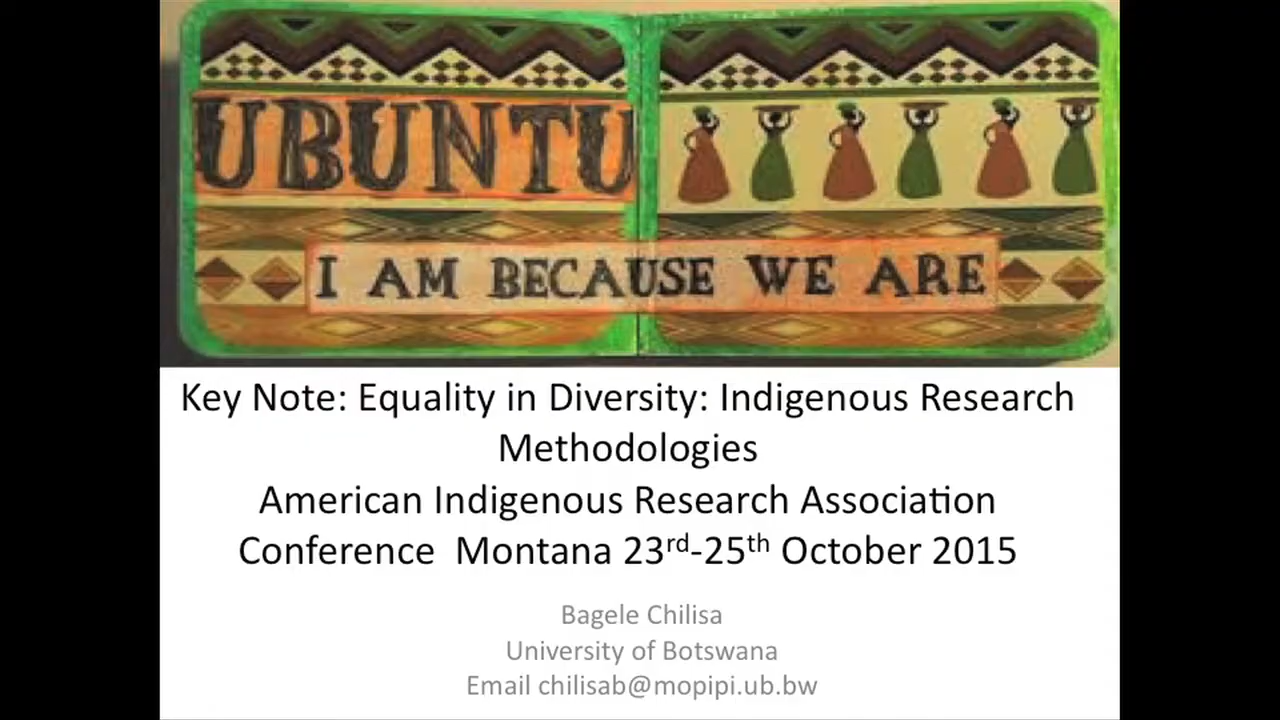 UBUNTU
I AM BECAUSE WE ARE
Key Note: Equality in Diversity: Indigenous Research
Methodologies
American Indigenous Research Association
Conference  Montana 23rd-25th October 2015
Bagele Chilisa
University of Botswana
Email chilisab@mopipi.ub.bw